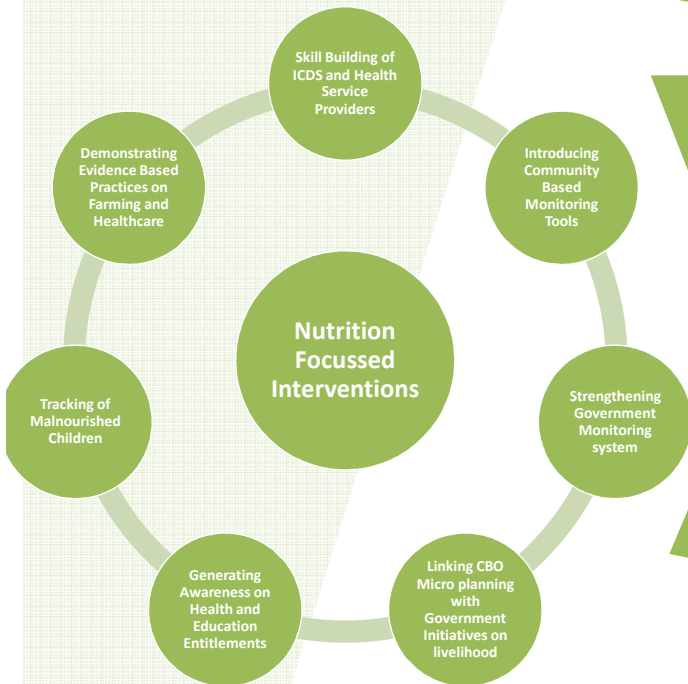 Skill Building of
ICDS and Health
Service
Providers
Introducing
Community
Based
Monitoring
Tools
Strengthening
Government
Monitoring
system
Linking CBO
Micro planning
with
Government
Initiatives on
livelihood
Generating
Awareness on
Health and
Education
Entitlements
Tracking of
Malnourished
Children
Demonstrating
Evidence Based
Practices on
Farming and
Healthcare
Nutrition
Focussed
Interventions